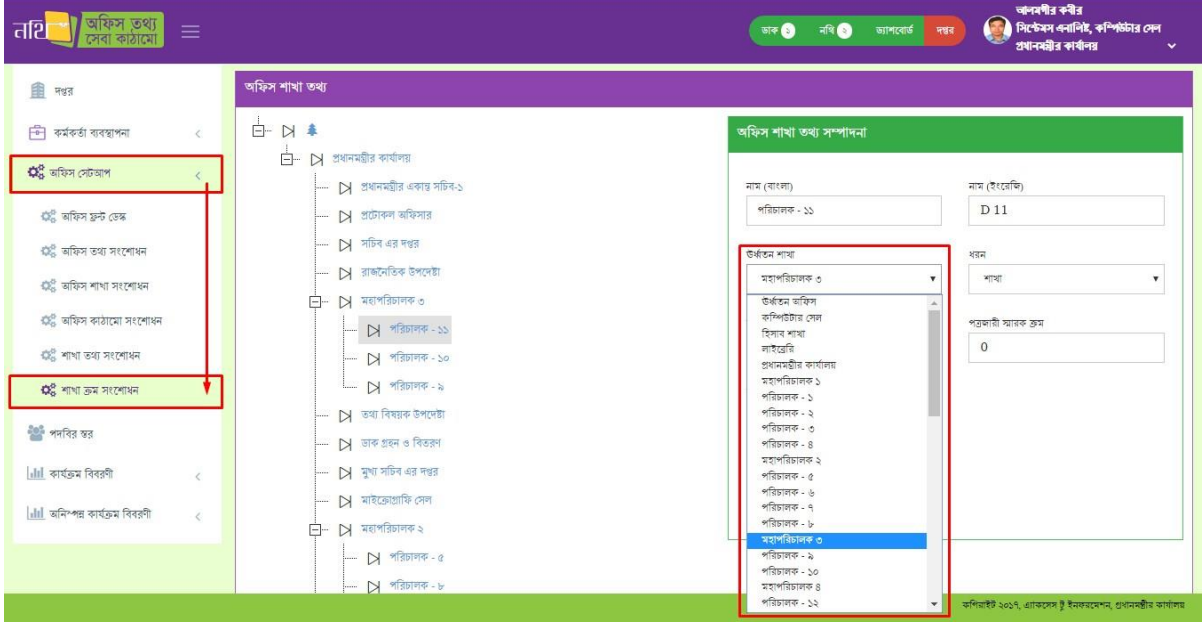 নথি অফিস তথ্য
সেবা কাঠামো
ডাক ১ নথি ২ ড্যাশবোর্ড দপ্তর
আলমগীর কবীর
সিস্টেমস এনালিষ্ট, কম্পিউটার সেল
প্রধানমন্ত্রীর কার্যালয়
দপ্তর
কর্মকর্তা ব্যবস্থাপনা
অফিস সেটআপ
অফিস ফ্রন্ট ডেস্ক
অফিস তথ্য সংশোধন
অফিস শাখা সংশোধন
অফিস কাঠামো সংশোধন
শাখা তথ্য সংশোধন
শাখা ক্রম সংশোধন
পদবির স্তর
কার্যক্রম বিবরণী
অনিষ্পন্ন কার্যক্রম বিবরণী
অফিস শাখা তথ্য
প্রধানমন্ত্রীর কার্যালয়
প্রধানমন্ত্রীর একান্ত সচিব-১
প্রটোকল অফিসার
সচিব এর দপ্তর
রাজনৈতিক উপদেষ্টা
মহাপরিচালক ৩
পরিচালক - ১১
পরিচালক - ১০
পরিচালক - ৯
তথ্য বিষয়ক উপদেষ্টা
ডাক গ্রহন ও বিতরণ
মুখ্য সচিব এর দপ্তর
মাইক্রোগ্রাফি সেল
মহাপরিচালক ২
পরিচালক - ৫
পরিচালক - ৮
অফিস শাখা তথ্য সম্পাদনা
নাম (বাংলা) নাম (ইংরেজি)
পরিচালক - ১১ D 11
উর্ধ্বতন শাখা ধরন
মহাপরিচালক ৩ শাখা
পত্রজারী স্মারক ক্রম
0
উর্ধ্বতন অফিস
কম্পিউটার সেল
হিসাব শাখা
লাইব্রেরি
প্রধানমন্ত্রীর কার্যালয়
মহাপরিচালক ১
পরিচালক - ১
পরিচালক - ২
পরিচালক - ৩
পরিচালক - ৪
মহাপরিচালক ২
পরিচালক - ৫
পরিচালক - ৬
পরিচালক - ৭
পরিচালক - ৮
মহাপরিচালক ৩
পরিচালক - ৯
পরিচালক - ১০
মহাপরিচালক ৪
পরিচালক - ১২
কপিরাইট ২০১৭, এ্যাকসেস টু ইনফরমেশন, প্রধানমন্ত্রীর কার্যালয়